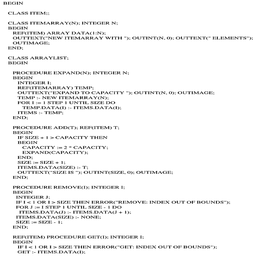 BEGIN
CLASS ITEM;
CLASS ITEMARRAY(N); INTEGER N;
BEGIN
REF(ITEM) ARRAY DATA(1:N);
OUTTEXT("NEW ITEMARRAY WITH "); OUTINT(N, 0); OUTTEXT(" ELEMENTS");
OUTIMAGE;
END;
CLASS ARRAYLIST;
BEGIN
PROCEDURE EXPAND(N); INTEGER N;
BEGIN
INTEGER I;
REF(ITEMARRAY) TEMP;
OUTTEXT("EXPAND TO CAPACITY "); OUTINT(N, 0); OUTIMAGE;
TEMP :- NEW ITEMARRAY(N);
FOR I := 1 STEP 1 UNTIL SIZE DO
TEMP.DATA(I) :- ITEMS.DATA(I);
ITEMS :- TEMP;
END;
PROCEDURE ADD(T); REF(ITEM) T;
BEGIN
IF SIZE + 1 > CAPACITY THEN
BEGIN
CAPACITY := 2 * CAPACITY;
EXPAND(CAPACITY);
END;
SIZE := SIZE + 1;
ITEMS.DATA(SIZE) :- T;
OUTTEXT("SIZE IS "); OUTINT(SIZE, 0); OUTIMAGE;
END;
PROCEDURE REMOVE(I); INTEGER I;
BEGIN
INTEGER J;
IF I < 1 OR I > SIZE THEN ERROR("REMOVE: INDEX OUT OF BOUNDS");
FOR J := I STEP 1 UNTIL SIZE - 1 DO
ITEMS.DATA(J) :- ITEMS.DATA(J + 1);
ITEMS.DATA(SIZE) :- NONE;
SIZE := SIZE - 1;
END;
REF(ITEM) PROCEDURE GET(I); INTEGER I;
BEGIN
IF I < 1 OR I > SIZE THEN ERROR("GET: INDEX OUT OF BOUNDS");
GET :- ITEMS.DATA(I);